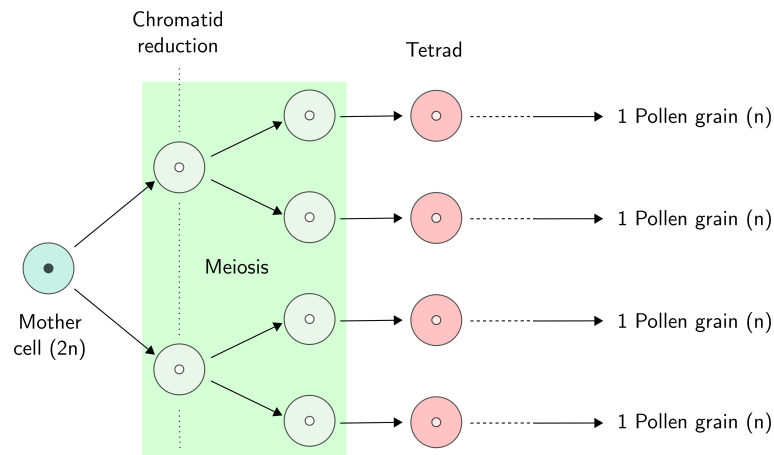 Chromatid
reduction
Tetrad
1 Pollen grain (n)
1 Pollen grain (n)
Meiosis
Mother
cell (2n)
1 Pollen grain (n)
1 Pollen grain (n)